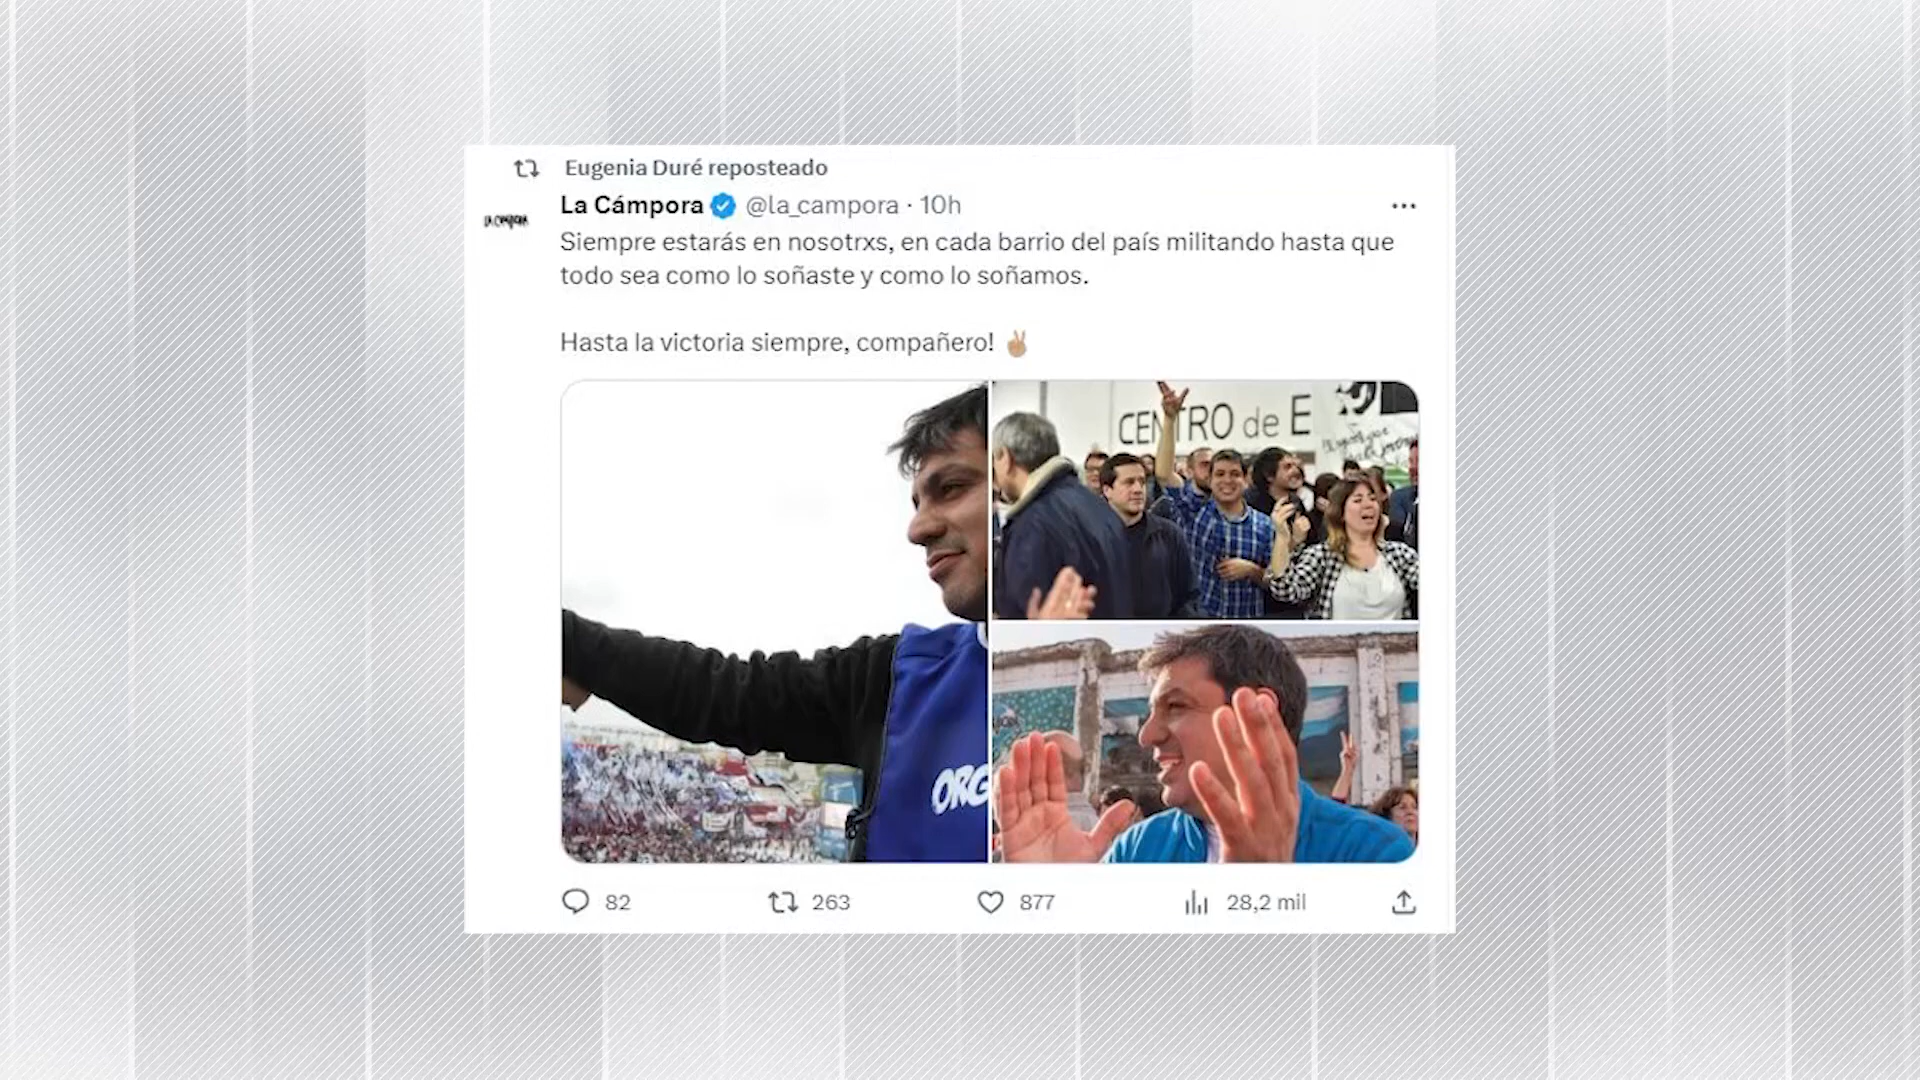 Eugenia Duré reposteado
La Cámpora @la_campora · 10h
LA CÁMPORA
Siempre estarás en nosotrxs, en cada barrio del país militando hasta que
todo sea como lo soñaste y como lo soñamos.
Hasta la victoria siempre, compañero! ✌🏼
CENTRO de E
ORG
82
263
877
28,2 mil